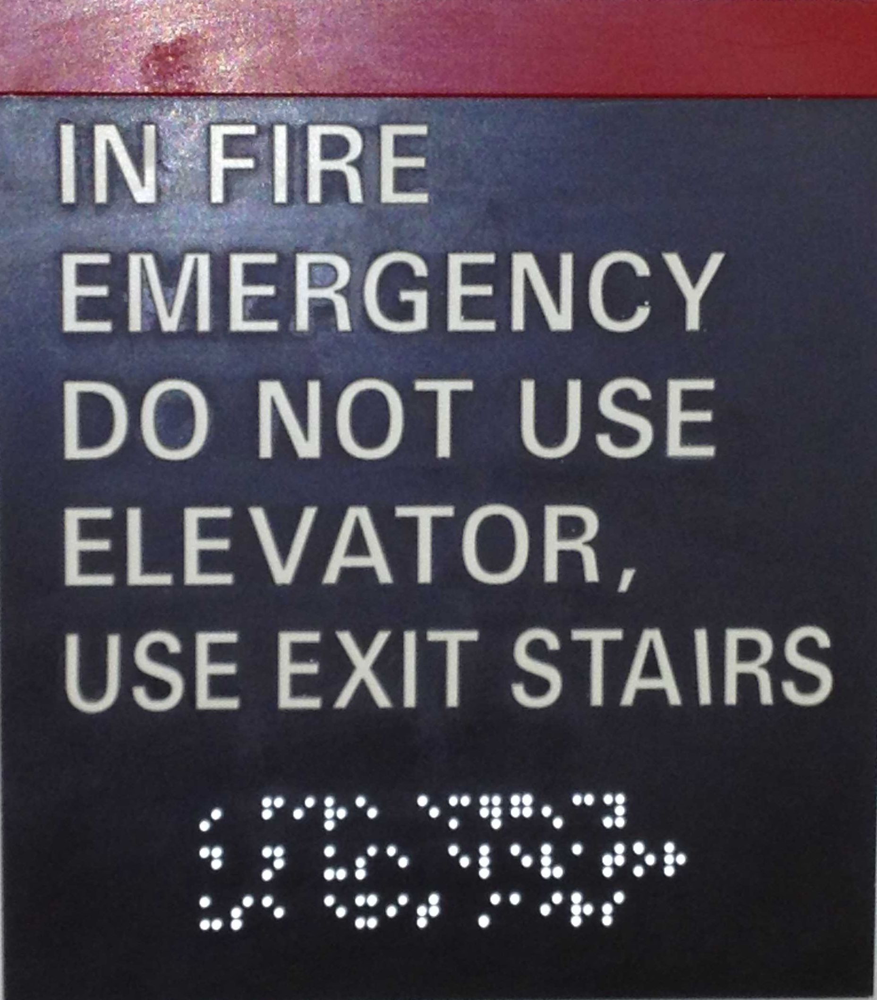 IN FIRE
EMERGENCY
DO NOT USE
ELEVATOR,
USE EXIT STAIRS
⠔ ⠋⠊⠗⠑ ⠑⠍⠻⠛⠢⠉⠽
⠙ ⠝ ⠥⠎⠑ ⠑⠇⠑⠧⠁⠞⠕⠗
⠥⠎⠑ ⠑⠭⠊⠞ ⠌⠁⠊⠗⠎